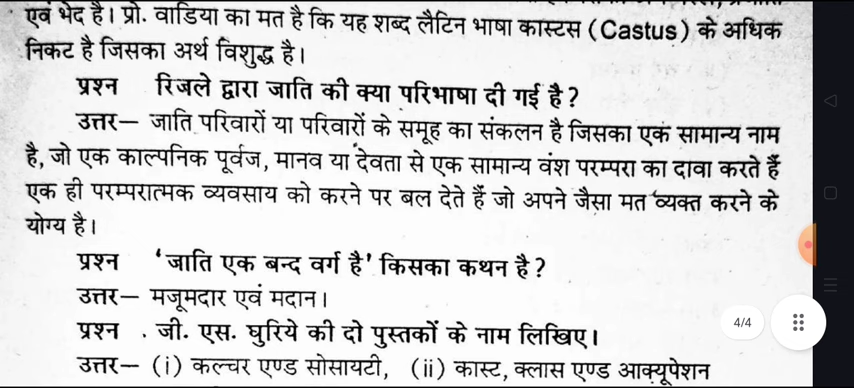 एवं भेद है। प्रो. वाडिया का मत है कि यह शब्द लैटिन भाषा कास्टस (Castus) के अधिक
निकट है जिसका अर्थ विशुद्ध है।
प्रश्न रिजले द्वारा जाति की क्या परिभाषा दी गई है?
उत्तर— जाति परिवारों या परिवारों के समूह का संकलन है जिसका एक सामान्य नाम
है, जो एक काल्पनिक पूर्वज, मानव या देवता से एक सामान्य वंश परम्परा का दावा करते हैं
एक ही परम्परात्मक व्यवसाय को करने पर बल देते हैं जो अपने जैसा मत व्यक्त करने के
योग्य है।
प्रश्न 'जाति एक बन्द वर्ग है' किसका कथन है?
उत्तर— मजूमदार एवं मदान।
प्रश्न . जी. एस. घुरिये की दो पुस्तकों के नाम लिखिए।
उत्तर— (i) कल्चर एण्ड सोसायटी, (ii) कास्ट, क्लास एण्ड आक्यूपेशन
4/4